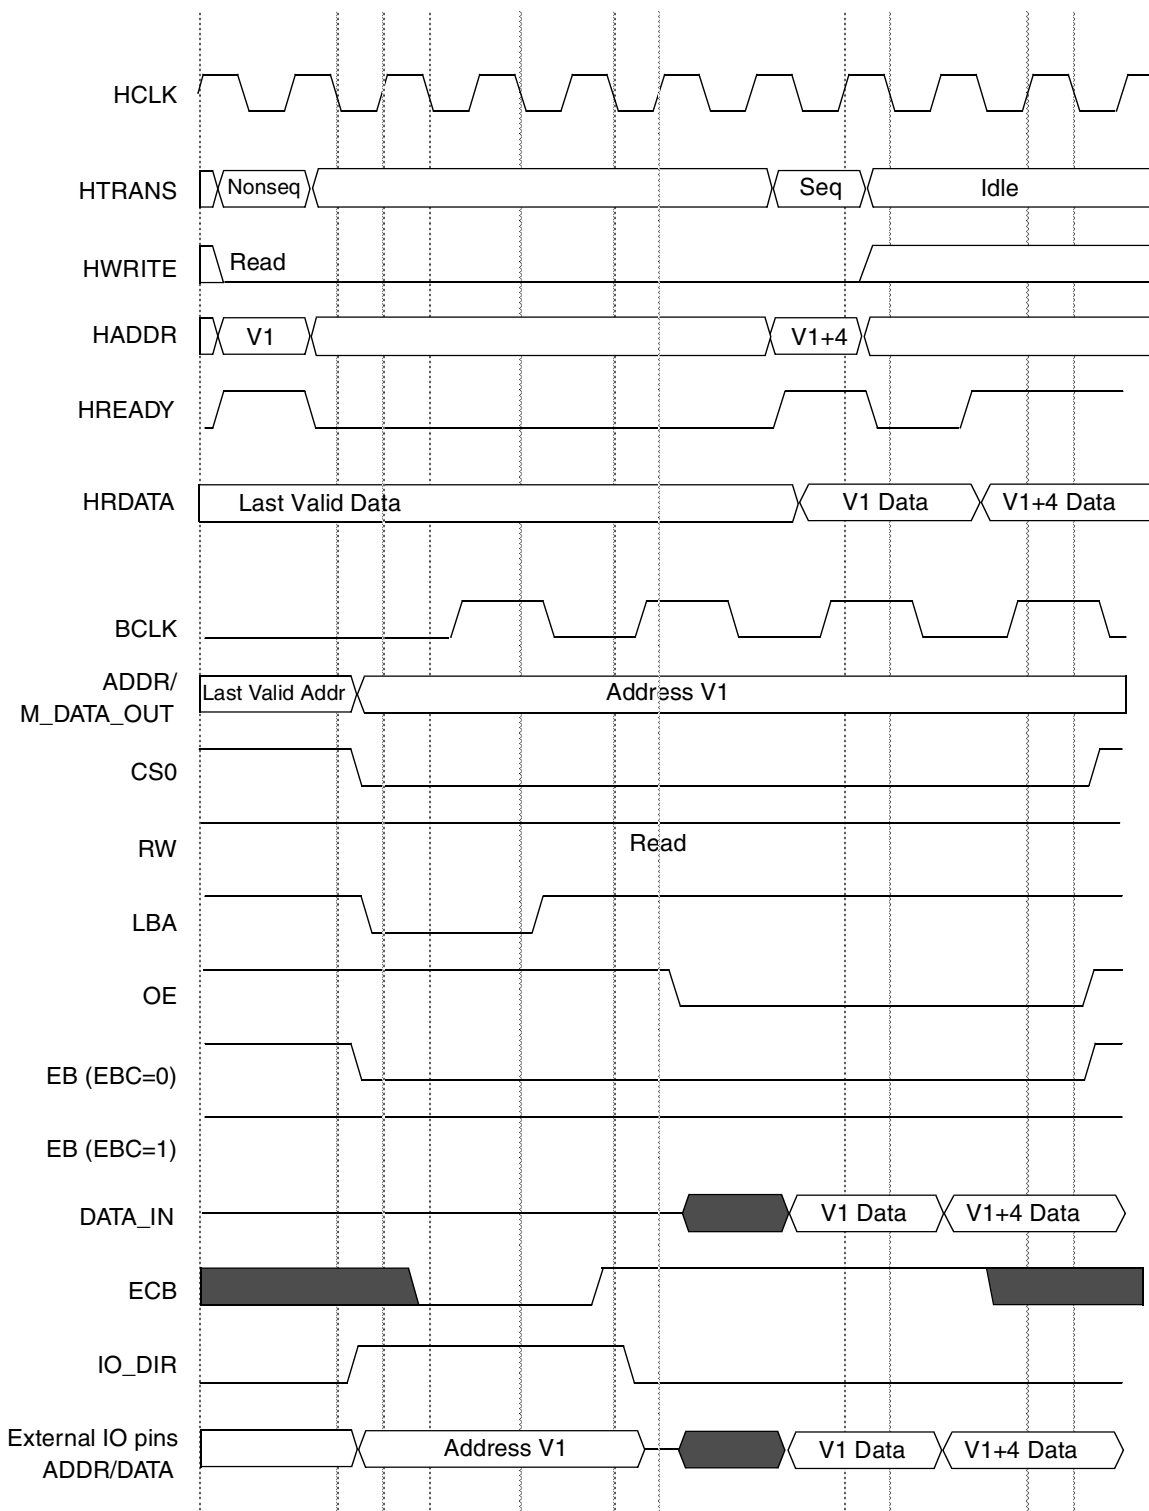 HCLK
HTRANS Nonseq Seq Idle
HWRITE Read
HADDR V1 V1+4
HREADY
HRDATA Last Valid Data V1 Data V1+4 Data
BCLK
ADDR/
M_DATA_OUT Last Valid Addr Address V1
CS0
RW Read
LBA
OE
EB (EBC=0)
EB (EBC=1)
DATA_IN V1 Data V1+4 Data
ECB
IO_DIR
External IO pins
ADDR/DATA Address V1 V1 Data V1+4 Data